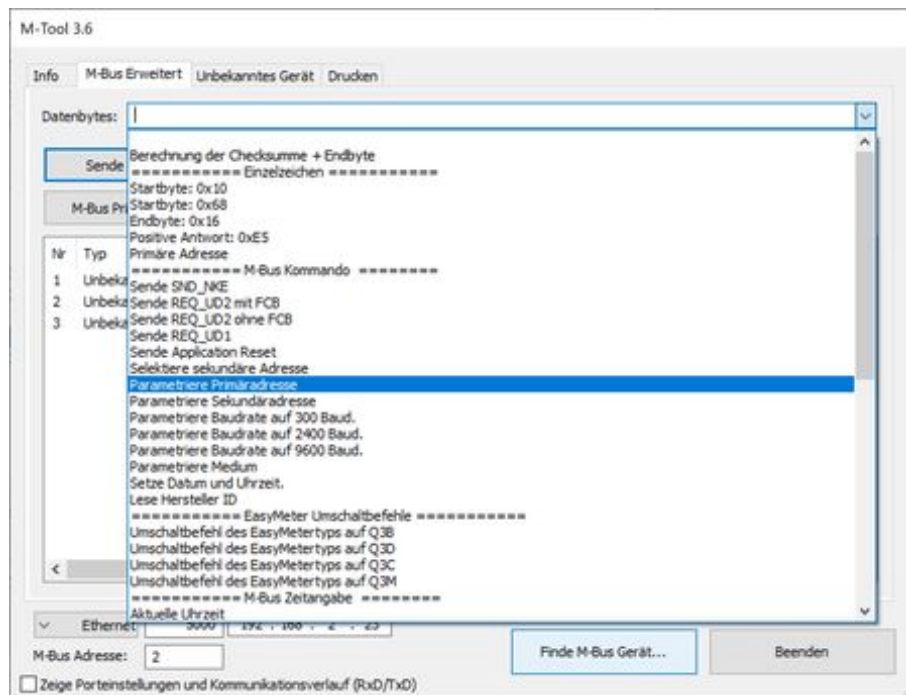 M-Tool 3.6
Info M-Bus Erweitert Unbekanntes Gerät Drucken
Datenbytes:
Berechnung der Checksumme + Endbyte
Sende
=========== Einzelzeichen ===========
Startbyte: 0x10
Startbyte: 0x68
M-Bus Pri
Endbyte: 0x16
Positive Antwort: 0xE5
Primäre Adresse
Nr Typ
=========== M-Bus Kommando ========
Sende SND_NKE
1 Unbeka
Sende REQ_UD2 mit FCB
2 Unbeka
Sende REQ_UD2 ohne FCB
3 Unbeka
Sende REQ_UD1
Sende Application Reset
Selektiere sekundäre Adresse
Parametriere Primäradresse
Parametriere Sekundäradresse
Parametriere Baudrate auf 300 Baud.
Parametriere Baudrate auf 2400 Baud.
Parametriere Baudrate auf 9600 Baud.
Parametriere Medium
Setze Datum und Uhrzeit.
Lese Hersteller ID
=========== EasyMeter Umschaltbefehle ===========
Umschaltbefehl des EasyMetertyps auf Q3B
Umschaltbefehl des EasyMetertyps auf Q3D
Umschaltbefehl des EasyMetertyps auf Q3C
Umschaltbefehl des EasyMetertyps auf Q3M
=========== M-Bus Zeitangabe ========
Aktuelle Uhrzeit
Ethernet
M-Bus Adresse: 2
Finde M-Bus Gerät...
Beenden
Zeige Porteinstellungen und Kommunikationsverlauf (RxD/TxD)